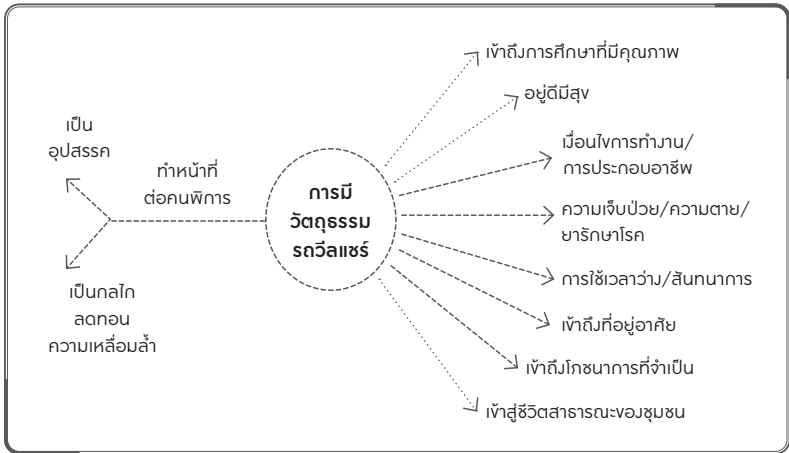 เป็น
อุปสรรค
ทำหน้าที่
ต่อคนพิการ
เป็นกลไก
ลดทอน
ความเหลื่อมล้ำ
การมี
วัตถุธรรม
รถวีลแชร์
เข้าถึงการศึกษาที่มีคุณภาพ
อยู่ดีมีสุข
เงื่อนไขการทำงาน/
การประกอบอาชีพ
ความเจ็บป่วย/ความตาย/
ยารักษาโรค
การใช้เวลาว่าง/สันทนาการ
เข้าถึงที่อยู่อาศัย
เข้าถึงโภชนาการที่จำเป็น
เข้าสู่ชีวิตสาธารณะของชุมชน